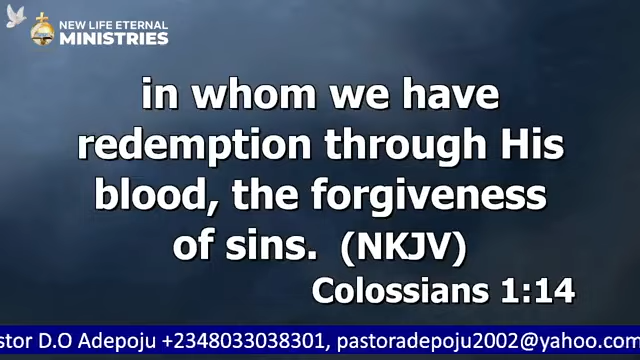 NEW LIFE ETERNAL
MINISTRIES
in whom we have
redemption through His
blood, the forgiveness
of sins.  (NKJV)
Colossians 1:14
stor D.O Adepoju +2348033038301, pastoradepoju2002@yahoo.com